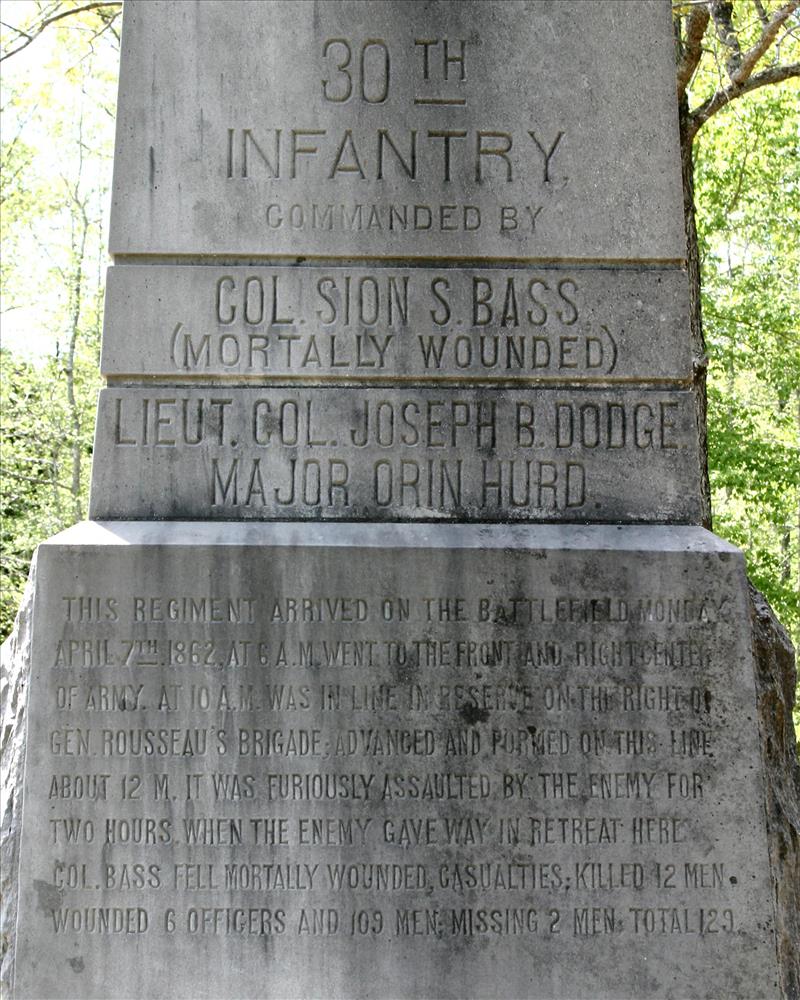 30TH
INFANTRY.
COMMANDED BY
COL. SION S. BASS.
(MORTALLY WOUNDED)
LIEUT. COL. JOSEPH B. DODGE.
MAJOR ORIN HURD.
THIS REGIMENT ARRIVED ON THE BATTLEFIELD MONDAY
APRIL 7TH 1862, AT 6 A.M. WENT TO THE FRONT AND RIGHT CENTER
OF ARMY. AT 10 A.M. WAS IN LINE IN RESERVE ON THE RIGHT OF
GEN. ROUSSEAU'S BRIGADE; ADVANCED AND FORMED ON THIS LINE
ABOUT 12 M. IT WAS FURIOUSLY ASSAULTED BY THE ENEMY FOR
TWO HOURS, WHEN THE ENEMY GAVE WAY IN RETREAT HERE
COL. BASS FELL MORTALLY WOUNDED, CASUALTIES; KILLED 12 MEN.
WOUNDED 6 OFFICERS AND 109 MEN; MISSING 2 MEN; TOTAL 129.